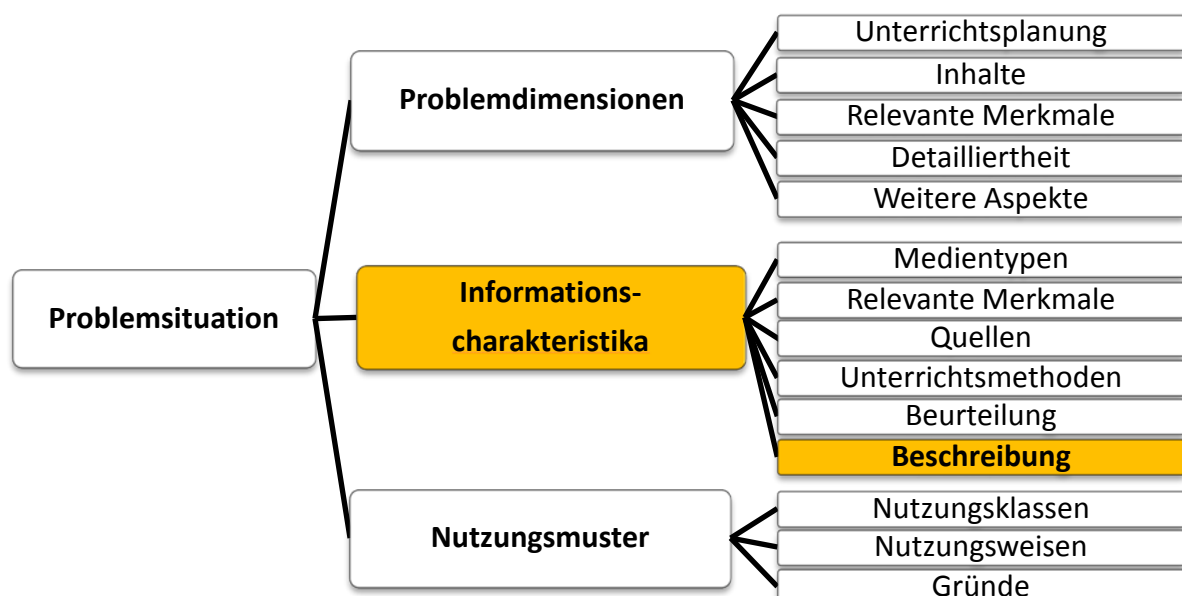 Problemsituation
Problemdimensionen
Unterrichtsplanung
Inhalte
Relevante Merkmale
Detailliertheit
Weitere Aspekte
Informations-
charakteristika
Medientypen
Relevante Merkmale
Quellen
Unterrichtsmethoden
Beurteilung
Beschreibung
Nutzungsmuster
Nutzungsklassen
Nutzungsweisen
Gründe